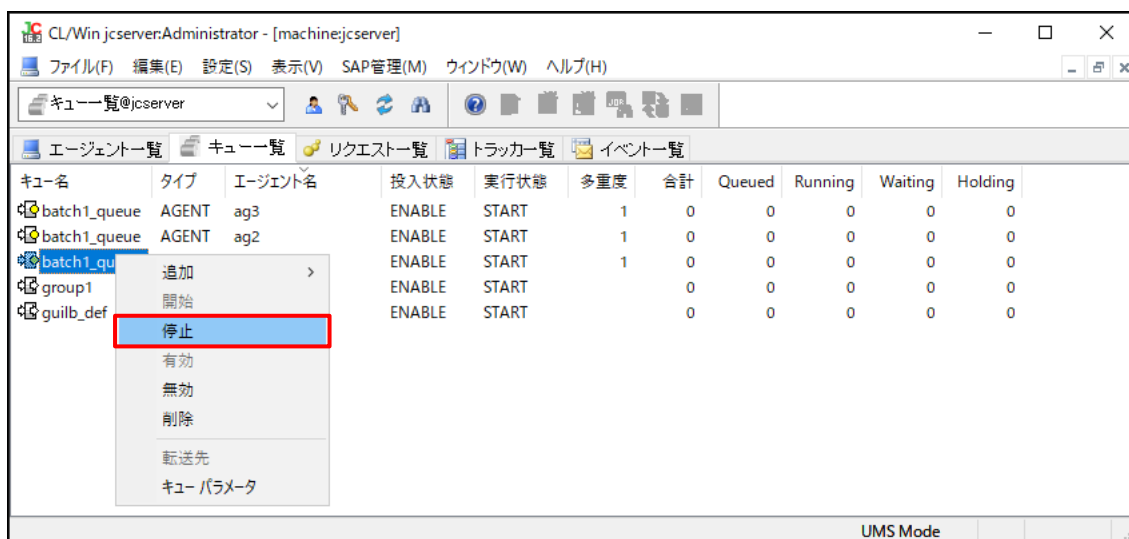 CL/Win jcserver:Administrator - [machine:jcserver]
ファイル(F) 編集(E) 設定(S) 表示(V) SAP管理(M) ウィンドウ(W) ヘルプ(H)
キュー一覧@jcserver
エージェント一覧 キュー一覧 リクエスト一覧 トラッカ一覧 イベント一覧
キュー名 タイプ エージェント名 投入状態 実行状態 多重度 合計 Queued Running Waiting Holding
batch1_queue AGENT ag3 ENABLE START 1 0 0 0 0 0
batch1_queue AGENT ag2 ENABLE START 1 0 0 0 0 0
batch1_qu ENABLE START 1 0 0 0 0 0
group1 ENABLE START 0 0 0 0 0
guilb_def ENABLE START 0 0 0 0 0
追加
開始
停止
有効
無効
削除
転送先
キュー パラメータ
UMS Mode